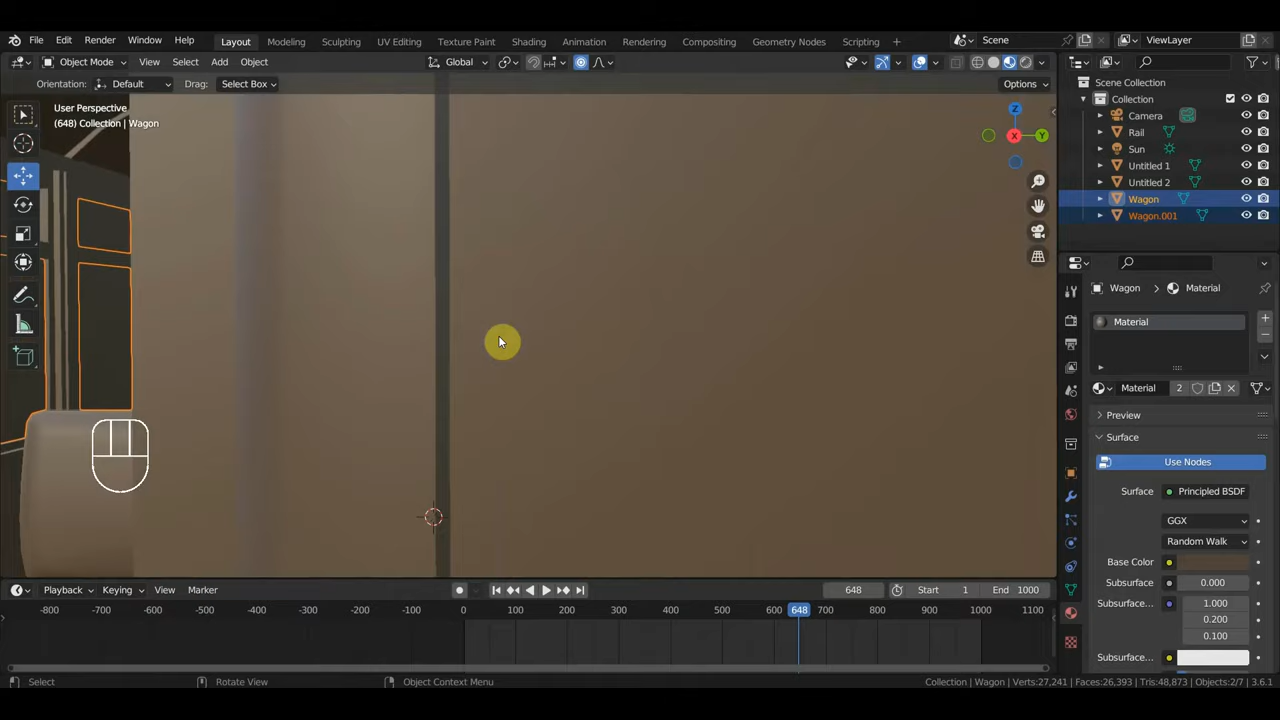 File Edit Render Window Help Layout Modeling Sculpting UV Editing Texture Paint Shading Animation Rendering Compositing Geometry Nodes Scripting + Scene ViewLayer
Object Mode View Select Add Object Global
Orientation: Default Drag: Select Box Options
User Perspective
(648) Collection | Wagon
Z
X
Y
Scene Collection
Collection
Camera
Rail
Sun
Untitled 1
Untitled 2
Wagon
Wagon.001
Wagon > Material
Material
Material 2
Preview
Surface
Use Nodes
Surface Principled BSDF
GGX
Random Walk
Base Color
Subsurface 0.000
Subsurface... 1.000
0.200
0.100
Subsurface...
Playback Keying View Marker 648 Start 1 End 1000
-800 -700 -600 -500 -400 -300 -200 -100 0 100 200 300 400 500 600 648 700 800 900 1000 1100
Select Rotate View Object Context Menu Collection | Wagon | Verts:27,241 | Faces:26,393 | Tris:48,873 | Objects:2/7 | 3.6.1